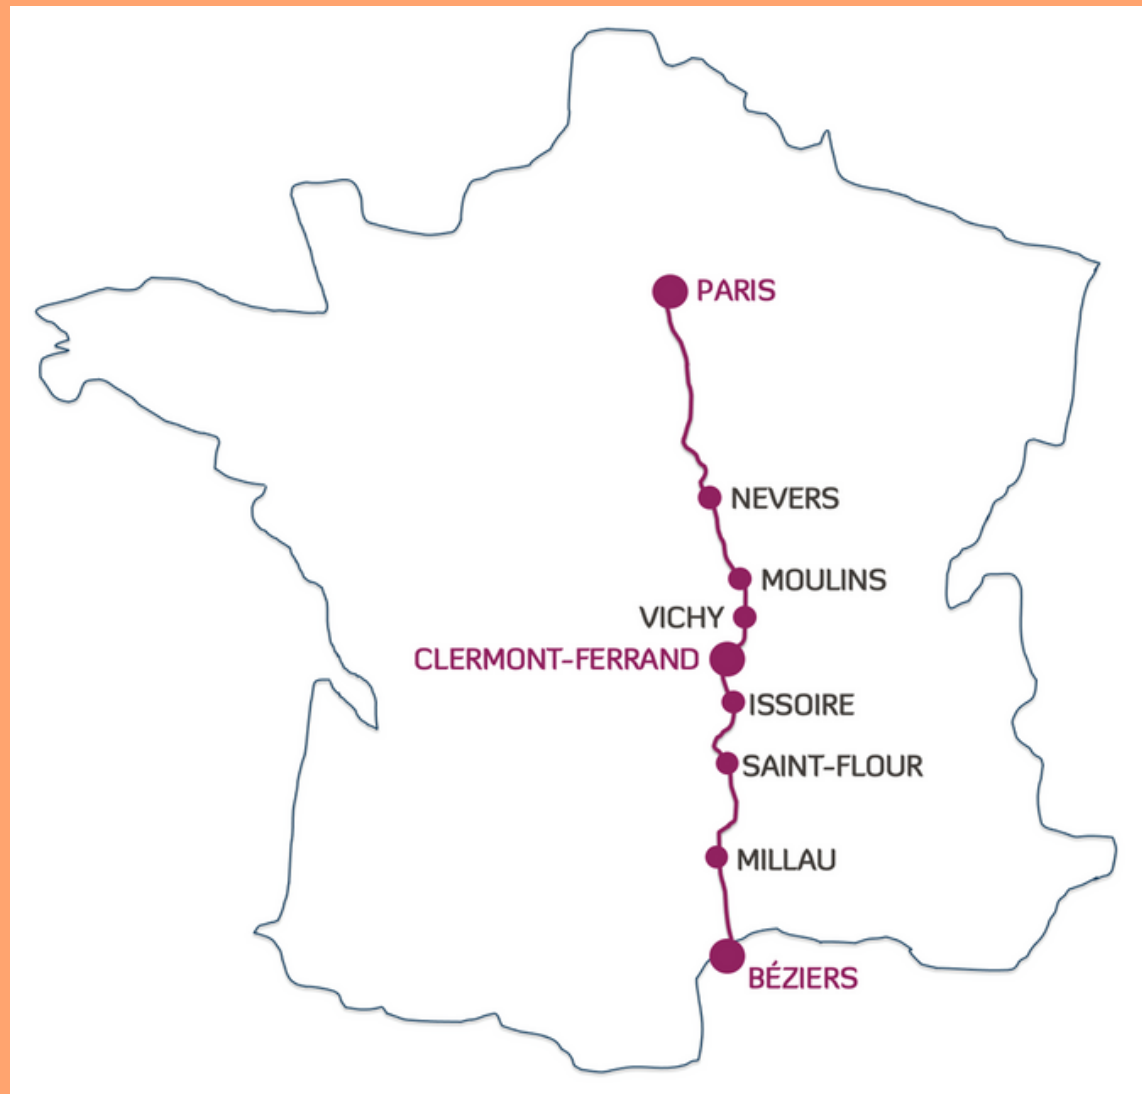 PARIS
NEVERS
MOULINS
VICHY
CLERMONT-FERRAND
ISSOIRE
SAINT-FLOUR
MILLAU
BÉZIERS